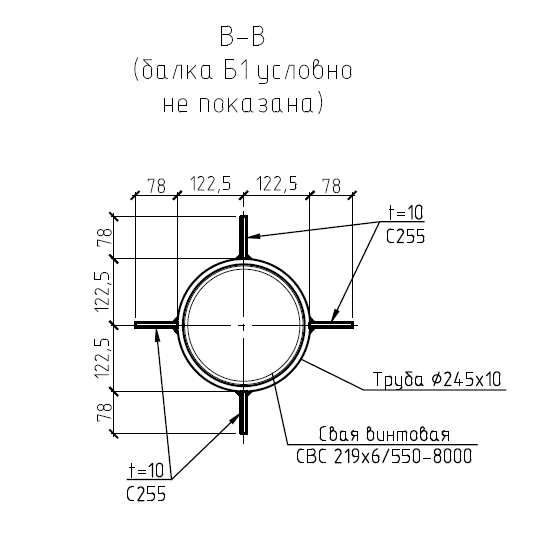 В-В
(балка Б1 условно
не показана)
78 122,5 122,5 78
t=10
С255
78
122,5
122,5
78
Труба Ø245х10
Свая винтовая
СВС 219х6/550-8000
t=10
С255